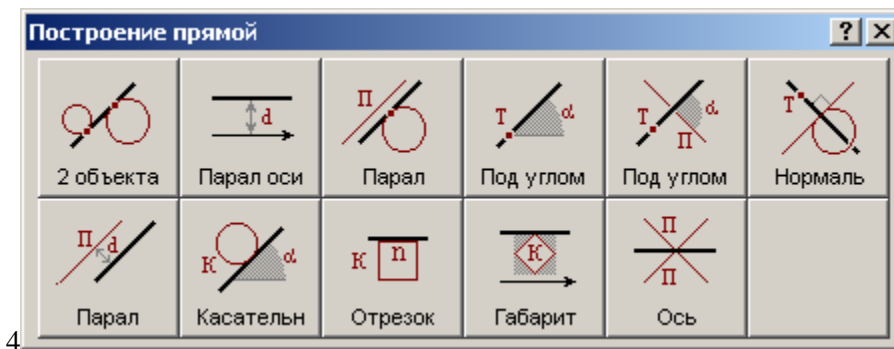 Построение прямой ? X
d П T α T α П T
2 объекта Парал оси Парал Под углом Под углом Нормаль
П d К α К n К П П
Парал Касательн Отрезок Габарит Ось
4